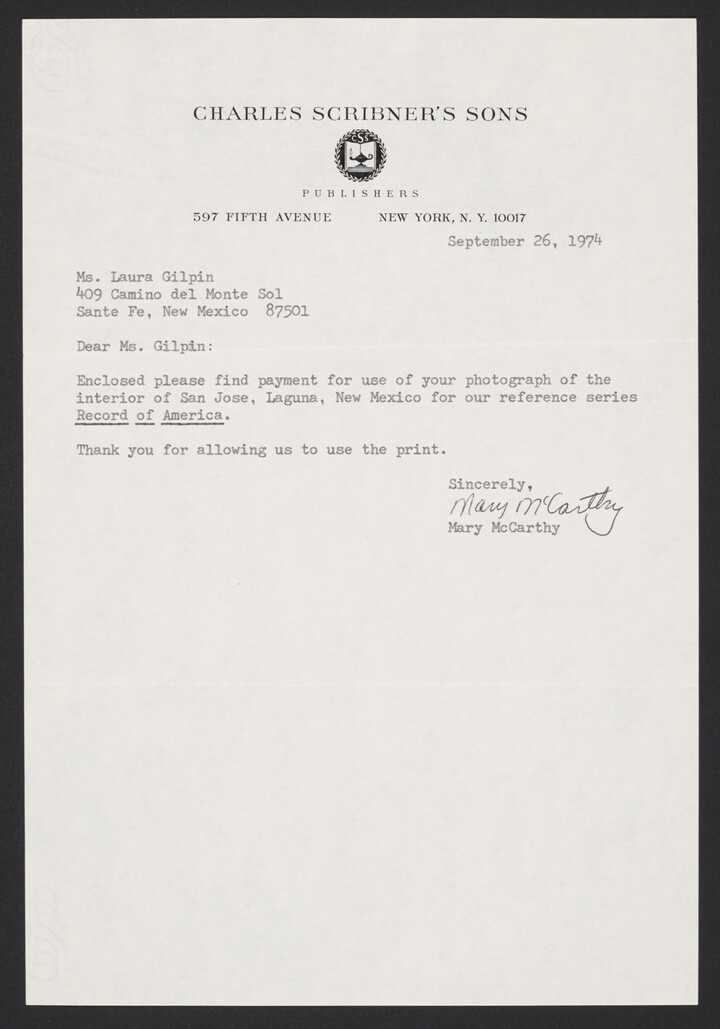 CHARLES SCRIBNER'S SONS
CSS
PUBLISHERS
597 FIFTH AVENUE NEW YORK, N. Y. 10017
September 26, 1974
Ms. Laura Gilpin
409 Camino del Monte Sol
Sante Fe, New Mexico 87501
Dear Ms. Gilpin:
Enclosed please find payment for use of your photograph of the
interior of San Jose, Laguna, New Mexico for our reference series
Record of America.
Thank you for allowing us to use the print.
Sincerely,
Mary McCarthy
Mary McCarthy